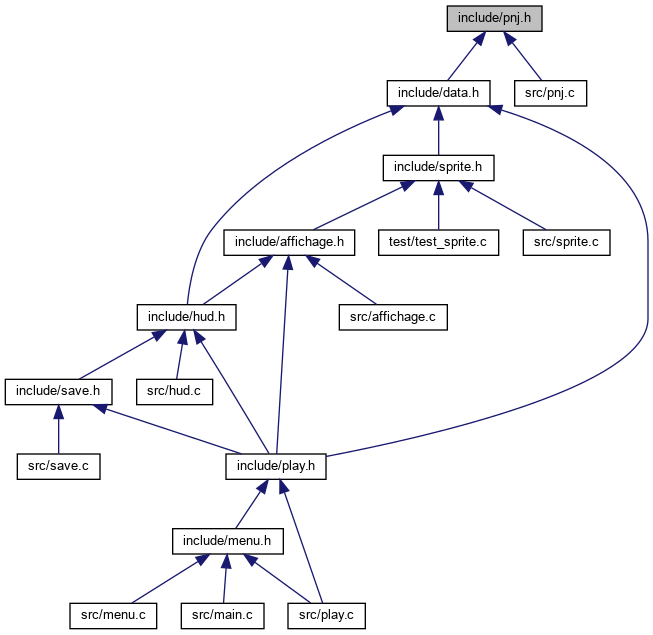 include/pnj.h
include/data.h
src/pnj.c
include/sprite.h
include/affichage.h
test/test_sprite.c
src/sprite.c
include/hud.h
src/affichage.c
include/save.h
src/hud.c
src/save.c
include/play.h
include/menu.h
src/menu.c
src/main.c
src/play.c